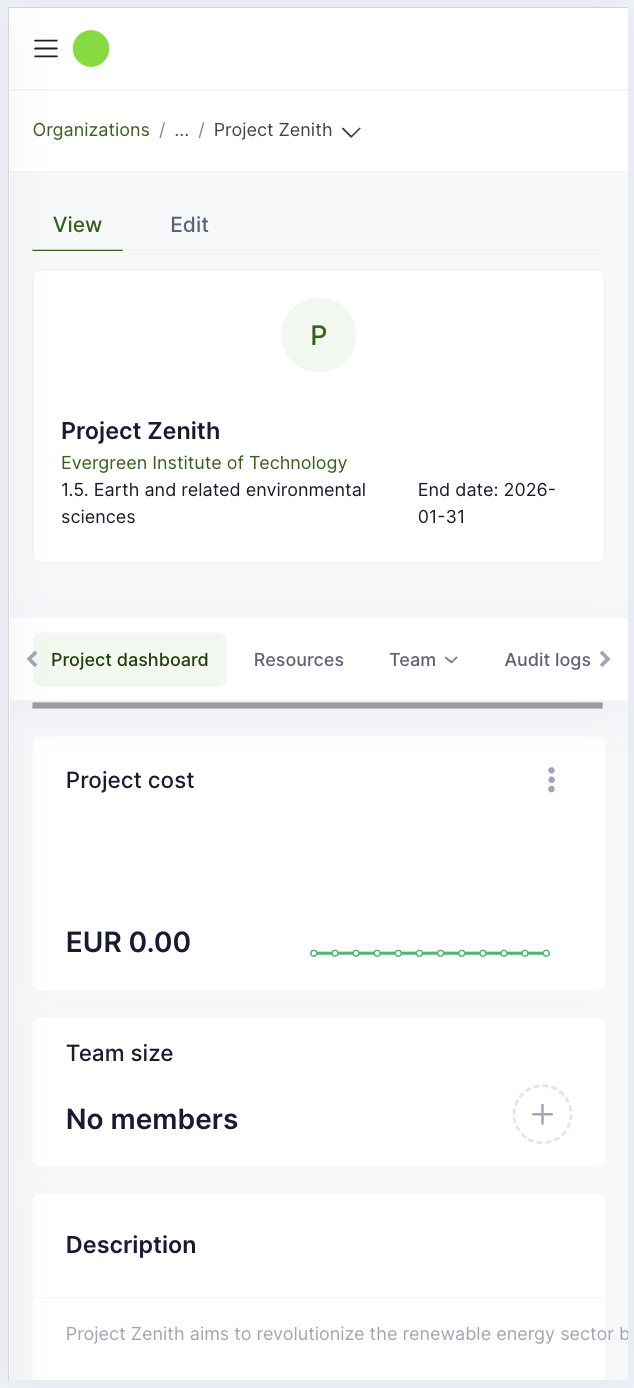 Organizations / ... / Project Zenith
View Edit
P
Project Zenith
Evergreen Institute of Technology
1.5. Earth and related environmental
sciences
End date: 2026-
01-31
Project dashboard Resources Team Audit logs
Project cost
EUR 0.00
Team size
No members
Description
Project Zenith aims to revolutionize the renewable energy sector